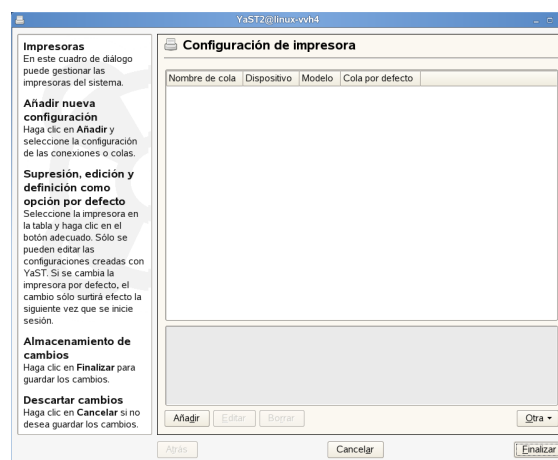 YaST2@linux-vvh4
Impresoras
En este cuadro de diálogo
puede gestionar las
impresoras del sistema.
Añadir nueva
configuración
Haga clic en Añadir y
seleccione la configuración
de las conexiones o colas.
Supresión, edición y
definición como
opción por defecto
Seleccione la impresora en
la tabla y haga clic en el
botón adecuado. Sólo se
pueden editar las
configuraciones creadas con
YaST. Si se cambia la
impresora por defecto, el
cambio sólo surtirá efecto la
siguiente vez que se inicie
sesión.
Almacenamiento de
cambios
Haga clic en Finalizar para
guardar los cambios.
Descartar cambios
Haga clic en Cancelar si no
desea guardar los cambios.
Configuración de impresora
Nombre de cola Dispositivo Modelo Cola por defecto
Añadir Editar Borrar Otra
Atrás Cancelar Finalizar